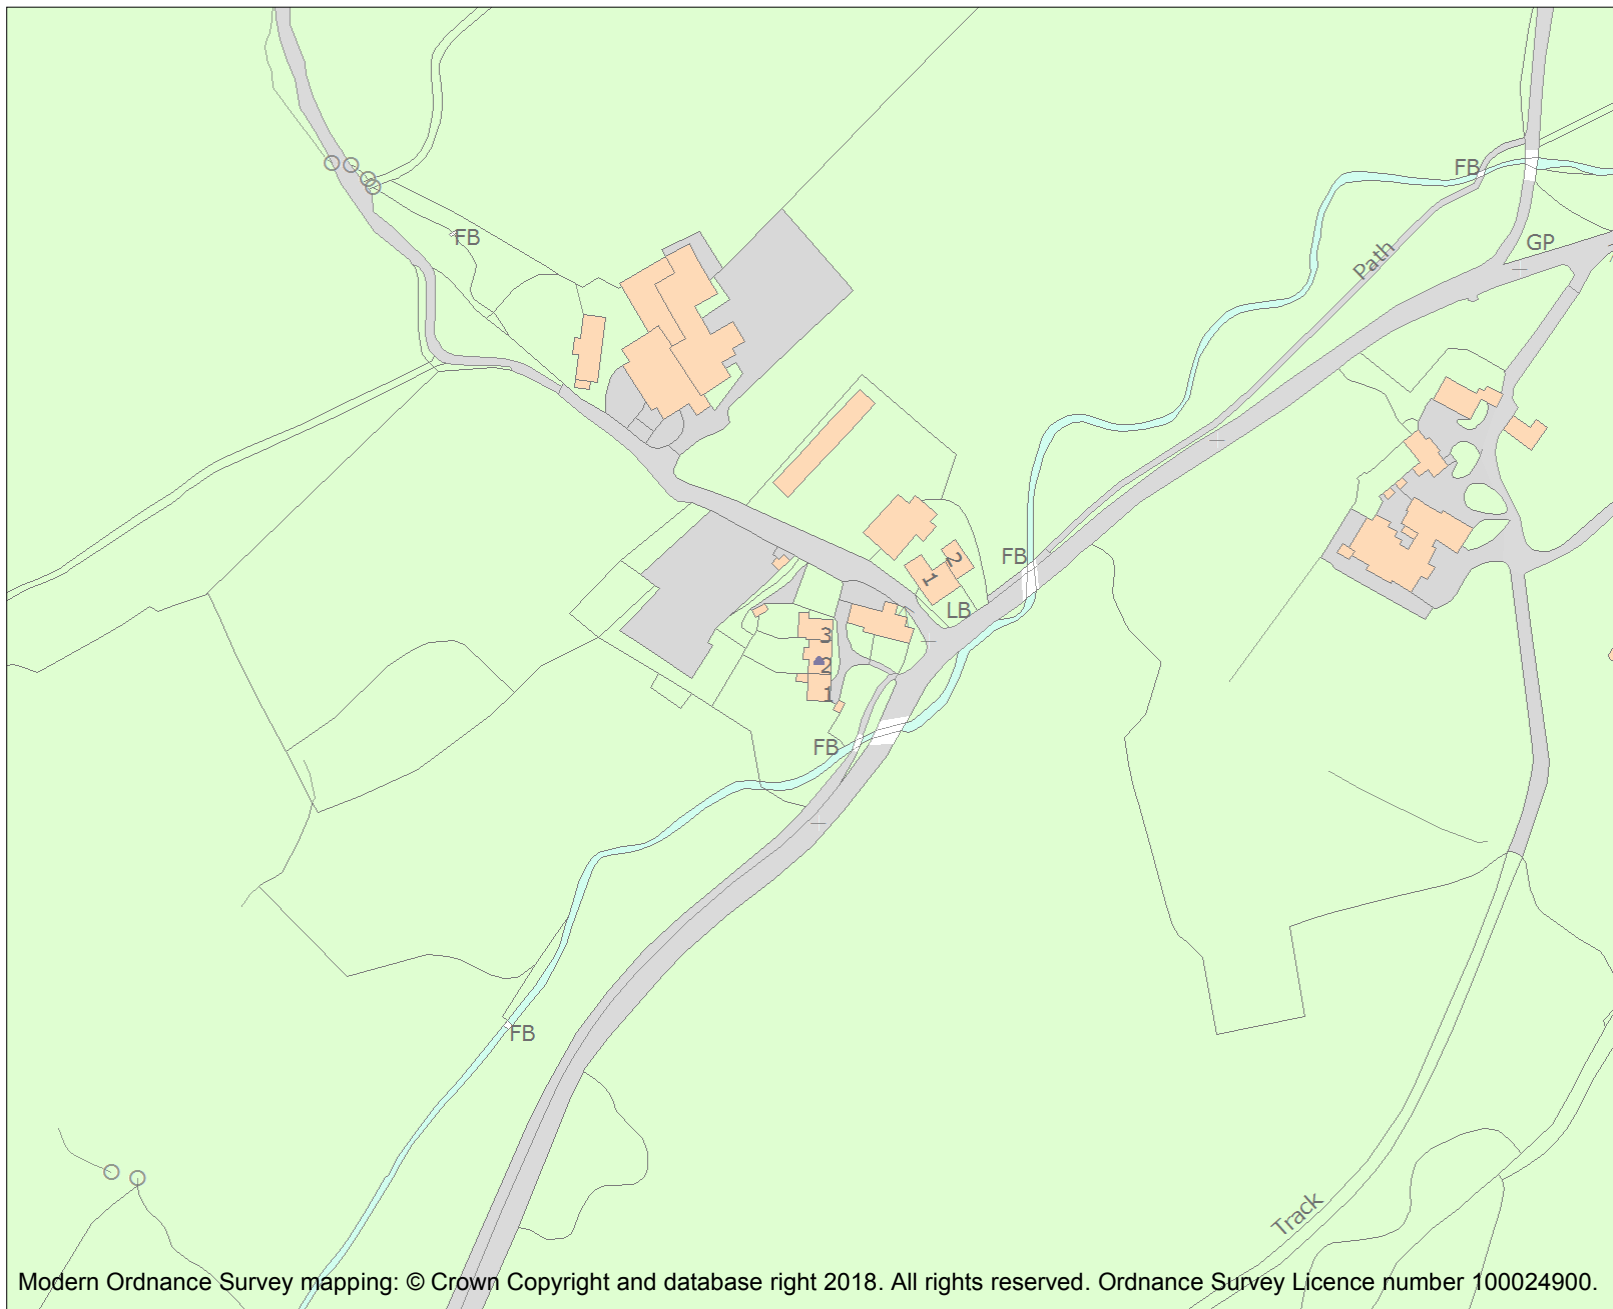 FB
FB
GP
Path
FB
2
1
LB
3
2
1
FB
FB
Track
Modern Ordnance Survey mapping: © Crown Copyright and database right 2018. All rights reserved. Ordnance Survey Licence number 100024900.